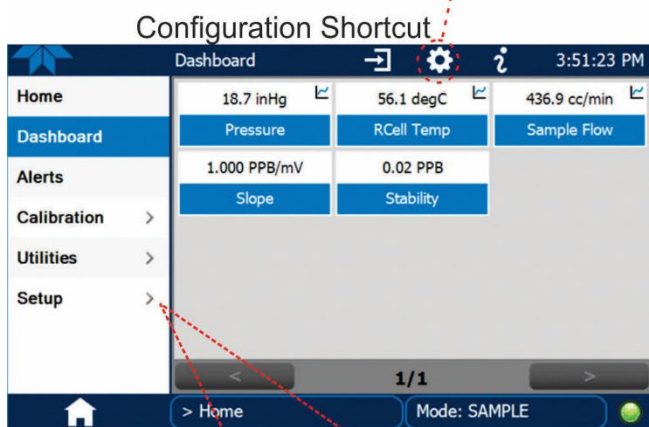 Configuration Shortcut
Dashboard
3:51:23 PM
Home
Dashboard
Alerts
Calibration >
Utilities >
Setup >
18.7 inHg
Pressure
56.1 degC
RCell Temp
436.9 cc/min
Sample Flow
1.000 PPB/mV
Slope
0.02 PPB
Stability
< 1/1 >
> Home
Mode: SAMPLE